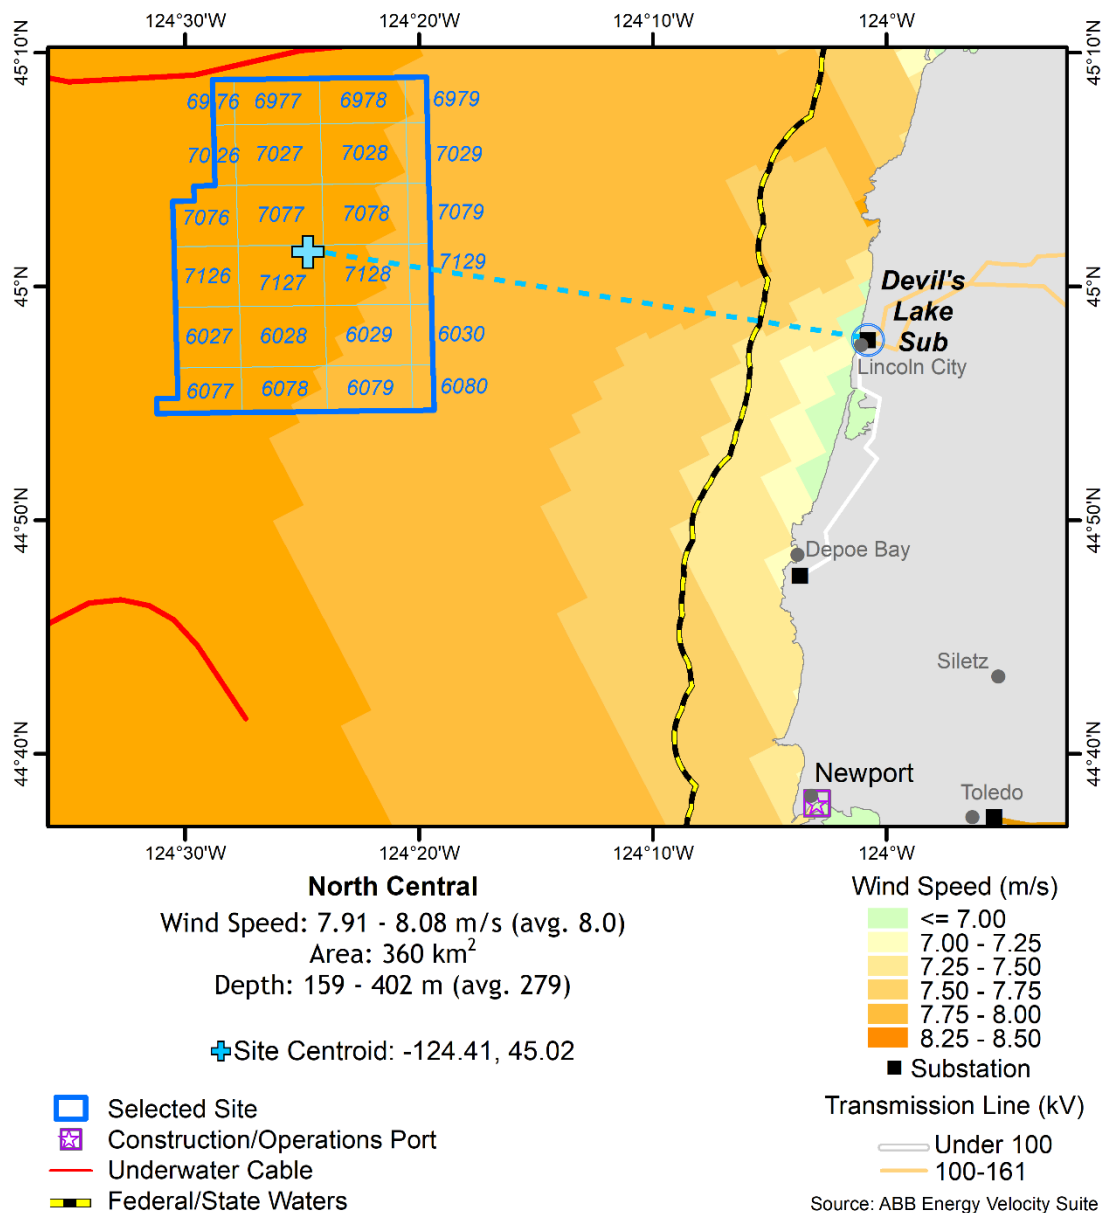 124°30'W 124°20'W 124°10'W 124°W
45°10'N 45°10'N
6976 6977 6978 6979
7026 7027 7028 7029
7076 7077 7078 7079
7126 7127 7128 7129
45°N 45°N
Devil's
Lake
Sub
6027 6028 6029 6030
Lincoln City
6077 6078 6079 6080
44°50'N 44°50'N
Depoe Bay
Siletz
44°40'N 44°40'N
Newport
Toledo
124°30'W 124°20'W 124°10'W 124°W
North Central
Wind Speed: 7.91 - 8.08 m/s (avg. 8.0)
Area: 360 km²
Depth: 159 - 402 m (avg. 279)
Site Centroid: -124.41, 45.02
Selected Site
Construction/Operations Port
Underwater Cable
Federal/State Waters
Wind Speed (m/s)
<= 7.00
7.00 - 7.25
7.25 - 7.50
7.50 - 7.75
7.75 - 8.00
8.25 - 8.50
Substation
Transmission Line (kV)
Under 100
100-161
Source: ABB Energy Velocity Suite